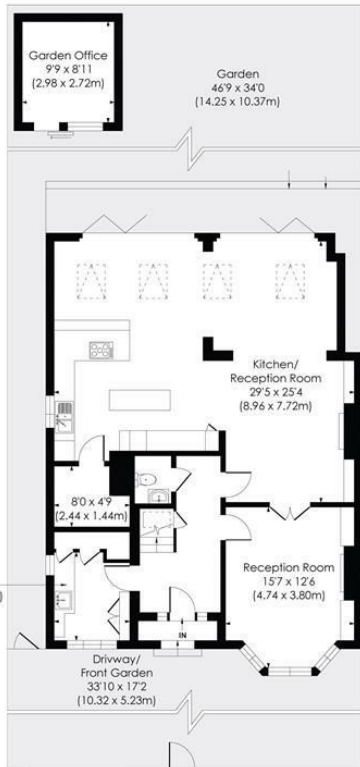 Garden Office
9'9 x 8'11
(2.98 x 2.72m)
Garden
46'9 x 34'0
(14.25 x 10.37m)
Kitchen/
Reception Room
29'5 x 25'4
(8.96 x 7.72m)
8'0 x 4'9
(2.44 x 1.44m)
Reception Room
15'7 x 12'6
(4.74 x 3.80m)
)
IN
Drivway/
Front Garden
33'10 x 17'2
(10.32 x 5.23m)